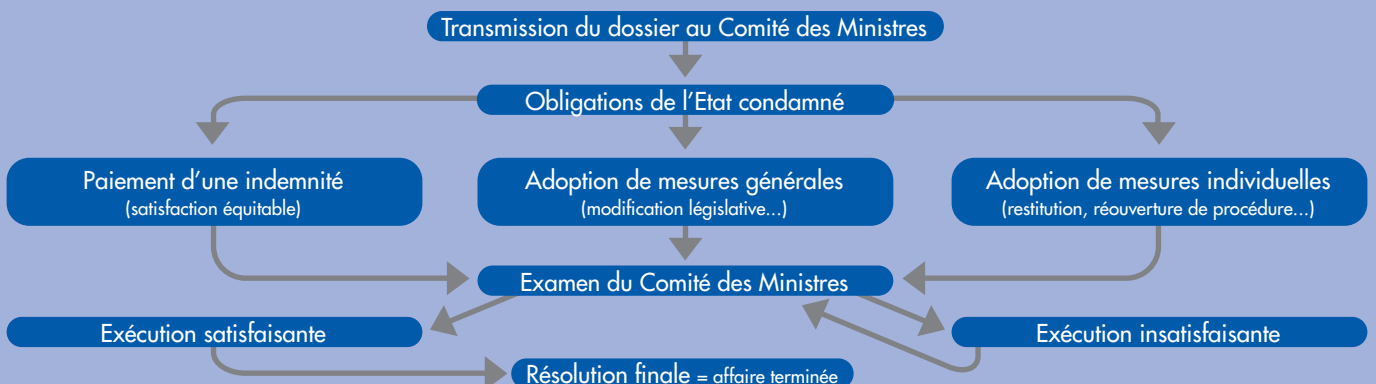 Transmission du dossier au Comité des Ministres
Obligations de l'Etat condamné
Paiement d'une indemnité
(satisfaction équitable)
Adoption de mesures générales
(modification législative...)
Adoption de mesures individuelles
(restitution, réouverture de procédure...)
Examen du Comité des Ministres
Exécution satisfaisante
Exécution insatisfaisante
Résolution finale = affaire terminée